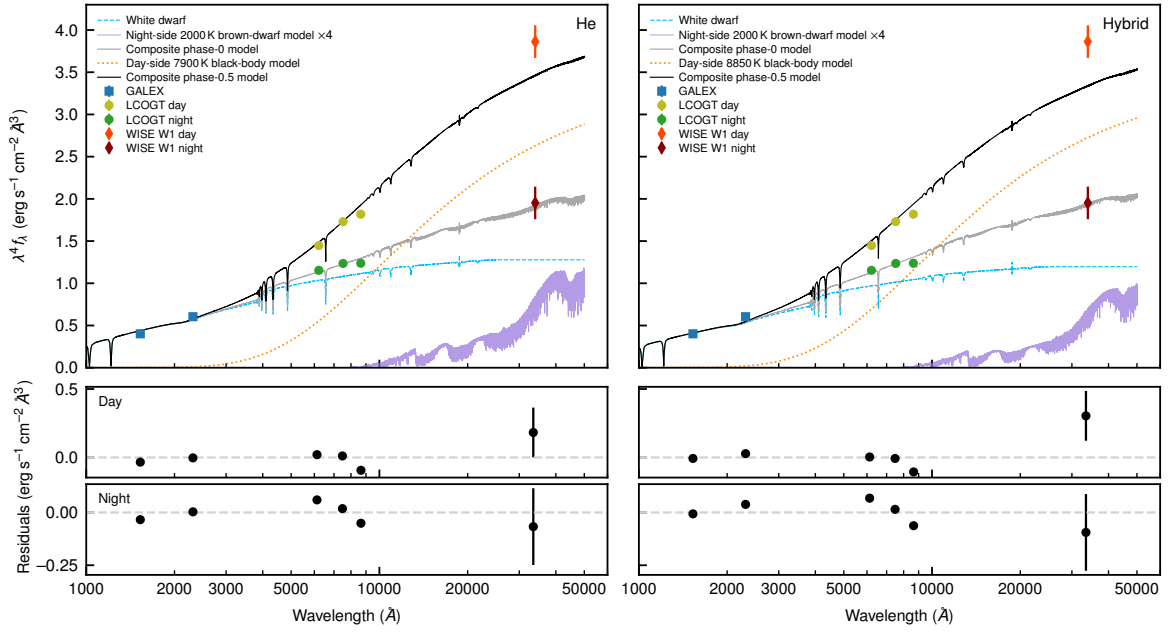 He
White dwarf
Night-side 2000 K brown-dwarf model ×4
Composite phase-0 model
Day-side 7900 K black-body model
Composite phase-0.5 model
GALEX
LCOGT day
LCOGT night
WISE W1 day
WISE W1 night
λ⁴fλ (erg s⁻¹ cm⁻² Å³)
4.0
3.5
3.0
2.5
2.0
1.5
1.0
0.5
0.0
Hybrid
White dwarf
Night-side 2000 K brown-dwarf model ×4
Composite phase-0 model
Day-side 8850 K black-body model
Composite phase-0.5 model
GALEX
LCOGT day
LCOGT night
WISE W1 day
WISE W1 night
Residuals (erg s⁻¹ cm⁻² Å³)
Day
0.5
0.0
Night
0.00
−0.25
1000 2000 3000 5000 10000 20000 50000
Wavelength (Å)
1000 2000 3000 5000 10000 20000 50000
Wavelength (Å)